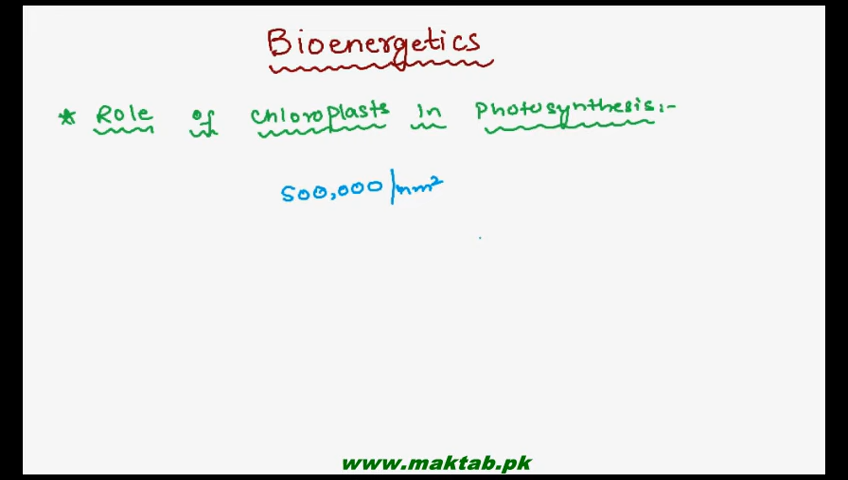 Bioenergetics
* Role of Chloroplasts in Photosynthesis:-
500,000/mm²
www.maktab.pk